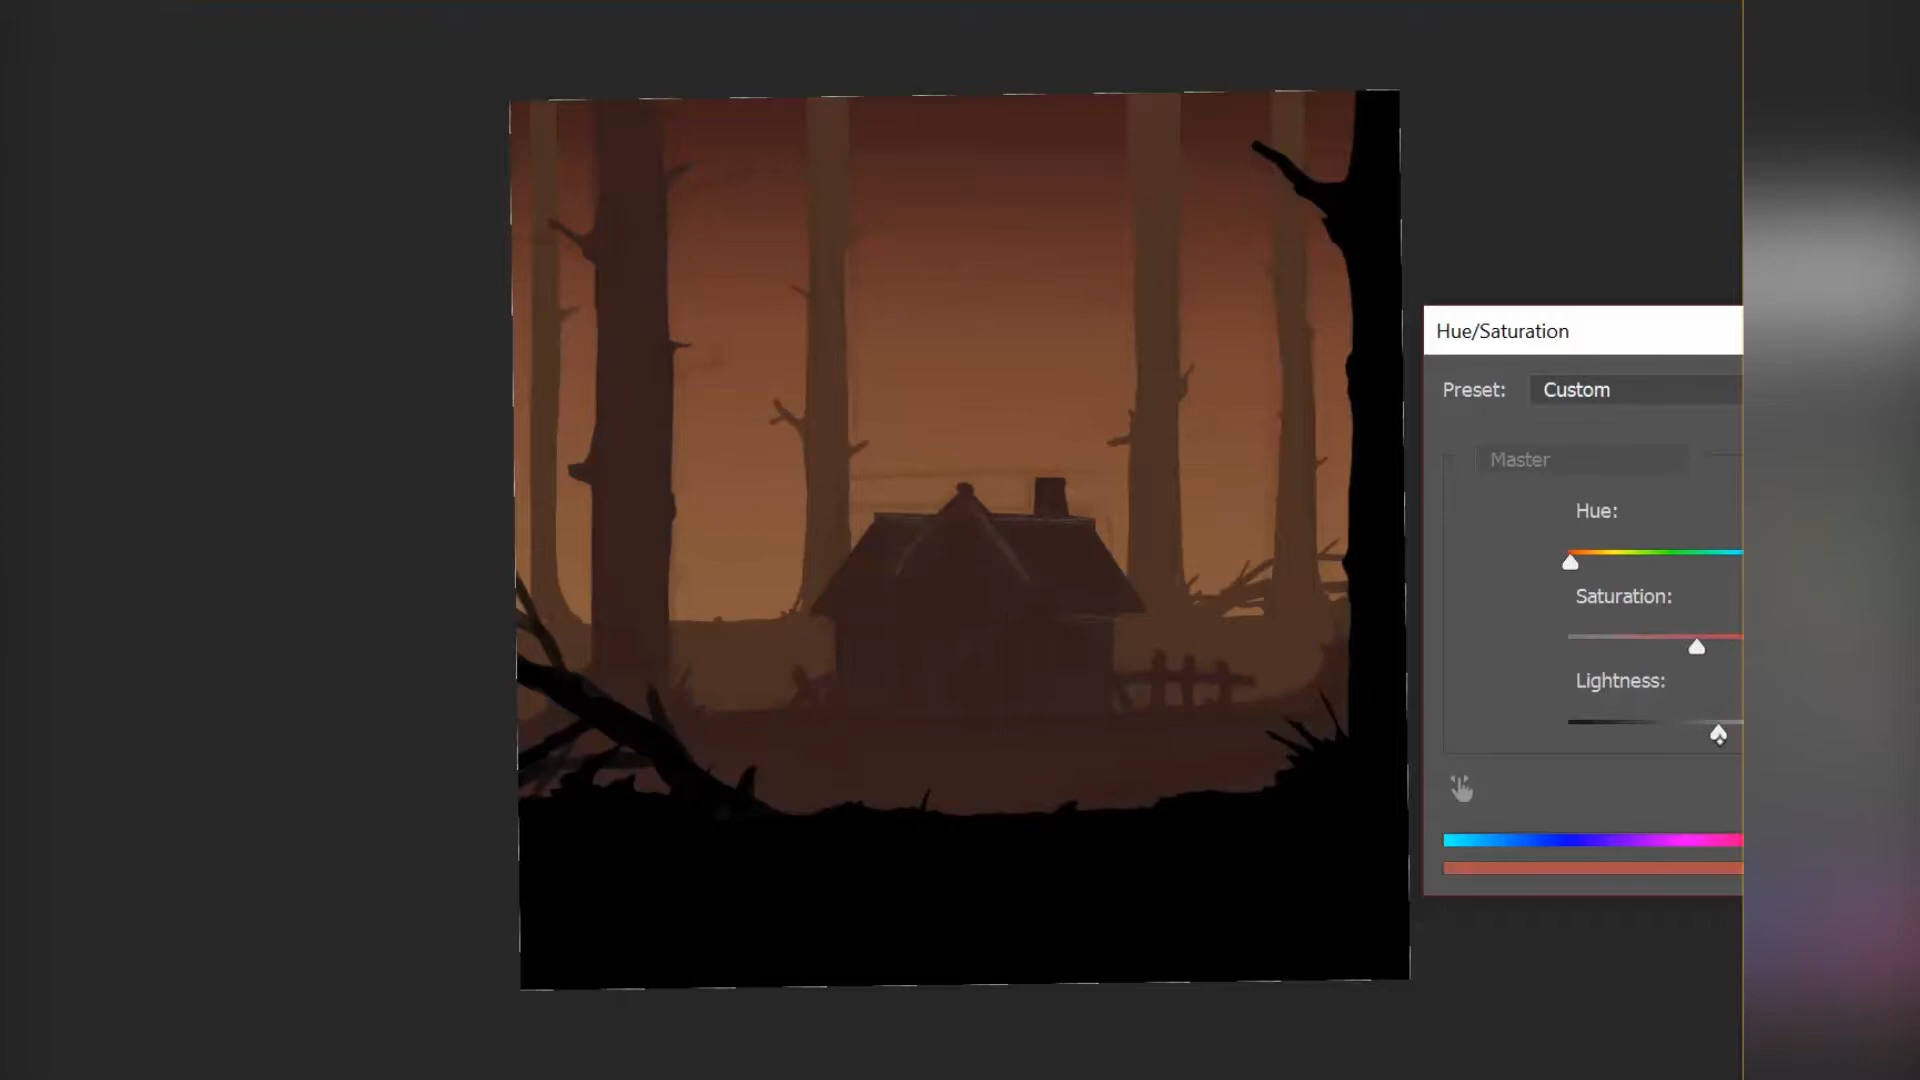 Hue/Saturation
Preset: Custom
Master
Hue:
Saturation:
Lightness: